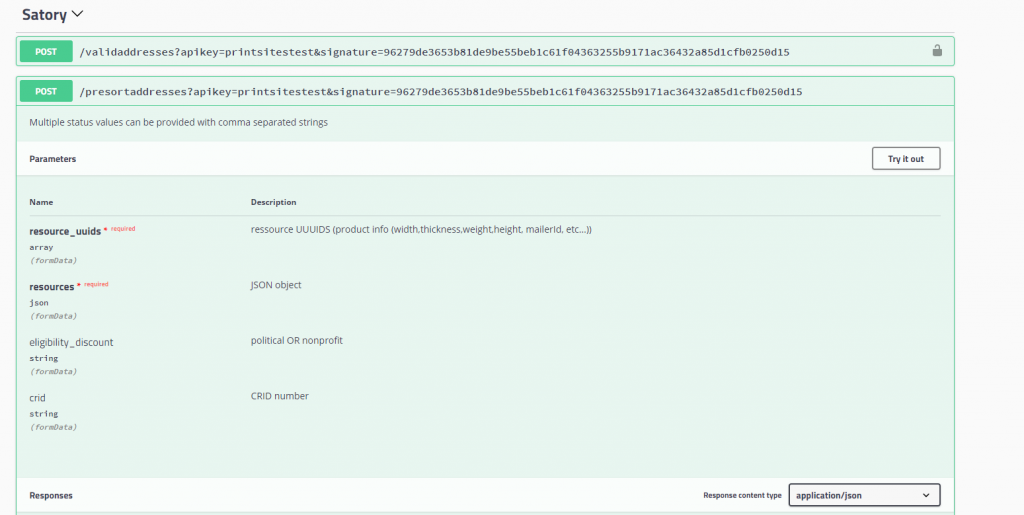 Satory
POST /validaddresses?apikey=printsitestest&signature=96279de3653b81de9be55beb1c61f04363255b9171ac36432a85d1cfb0250d15
POST /presortaddresses?apikey=printsitestest&signature=96279de3653b81de9be55beb1c61f04363255b9171ac36432a85d1cfb0250d15
Multiple status values can be provided with comma separated strings
Parameters Try it out
Name Description
resource_uuids * required ressource UUUIDS (product info (width,thickness,weight,height, mailerId, etc...))
array
(formData)
resources * required JSON object
json
(formData)
eligibility_discount political OR nonprofit
string
(formData)
crid CRID number
string
(formData)
Responses Response content type application/json